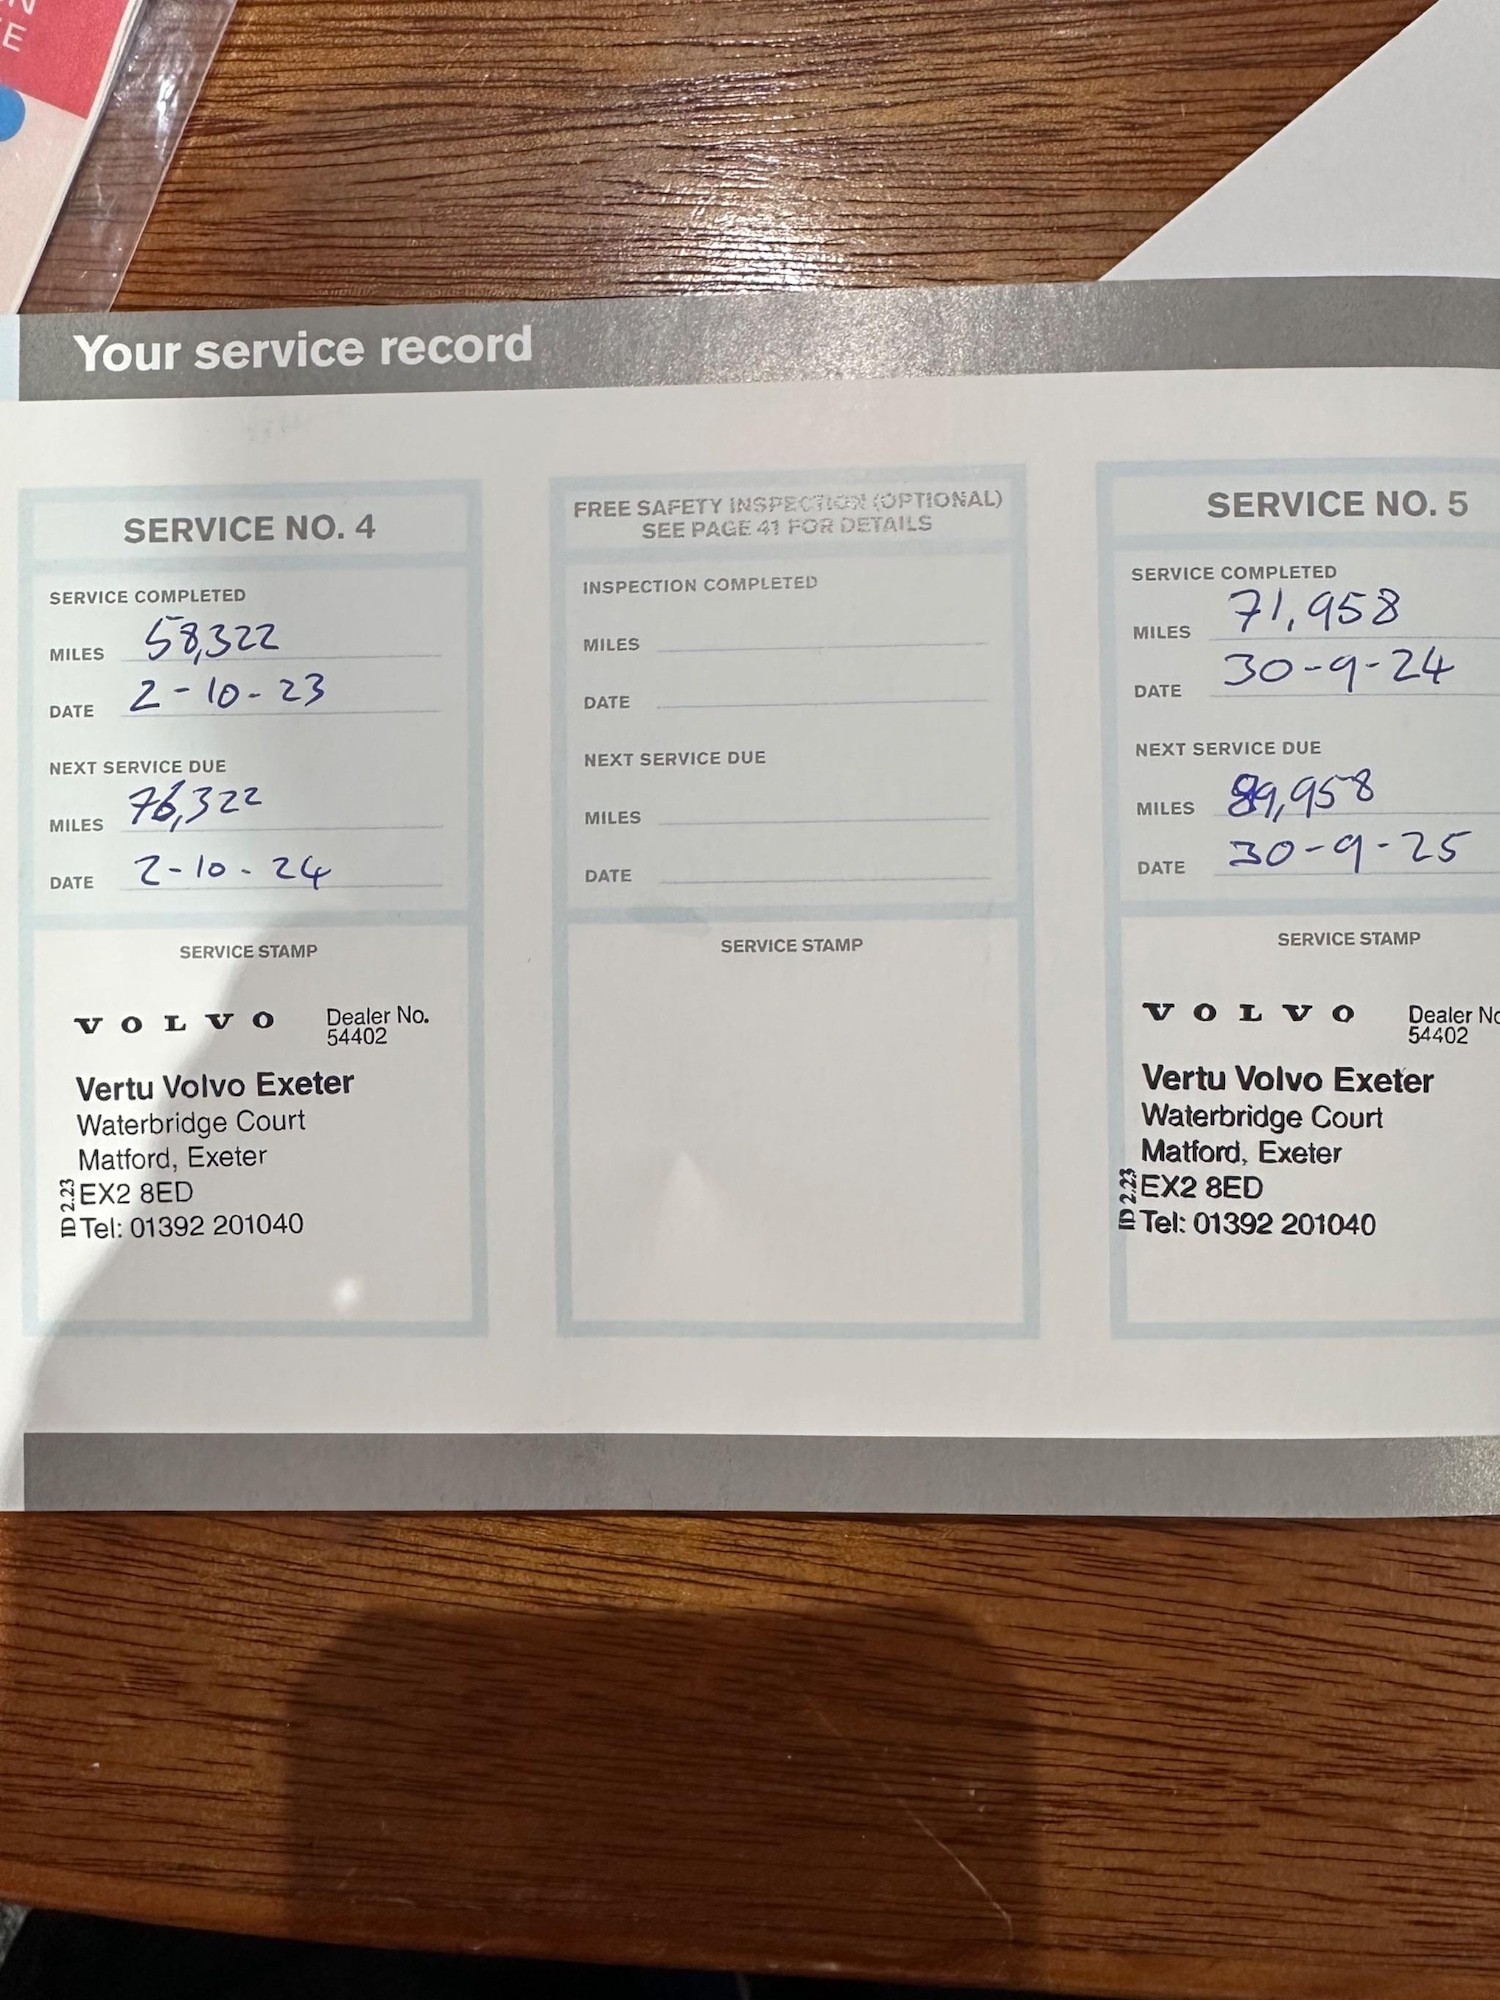 N
E
Your service record
SERVICE NO. 4
SERVICE COMPLETED
MILES 58,322
DATE 2-10-23
NEXT SERVICE DUE
MILES 76,322
DATE 2-10-24
SERVICE STAMP
VOLVO Dealer No.
54402
Vertu Volvo Exeter
Waterbridge Court
Matford, Exeter
EX2 8ED
Tel: 01392 201040
ID 2.23
FREE SAFETY INSPECTION (OPTIONAL)
SEE PAGE 41 FOR DETAILS
INSPECTION COMPLETED
MILES
DATE
NEXT SERVICE DUE
MILES
DATE
SERVICE STAMP
SERVICE NO. 5
SERVICE COMPLETED
MILES 71,958
DATE 30-9-24
NEXT SERVICE DUE
MILES 89,958
DATE 30-9-25
SERVICE STAMP
VOLVO Dealer No
54402
Vertu Volvo Exeter
Waterbridge Court
Matford, Exeter
EX2 8ED
Tel: 01392 201040
ID 2.23